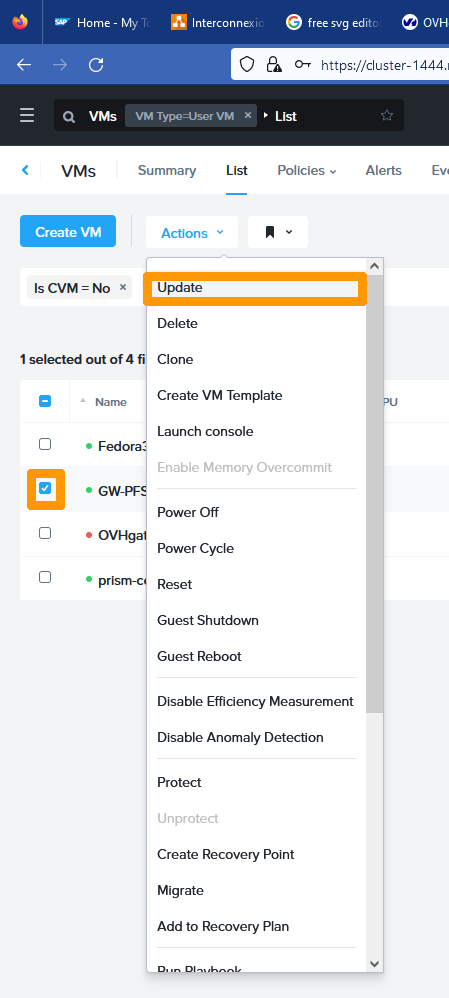 Home - My To
Interconnexio
free svg edito
OVHc
https://cluster-1444.n
VMs VM Type=User VM × List
VMs Summary List Policies Alerts Eve
Create VM Actions
Is CVM = No ×
Update
Delete
Clone
1 selected out of 4 fi
Create VM Template
Name PU
Launch console
Fedora3
Enable Memory Overcommit
GW-PFS
Power Off
OVHgat
Power Cycle
prism-ce
Reset
Guest Shutdown
Guest Reboot
Disable Efficiency Measurement
Disable Anomaly Detection
Protect
Unprotect
Create Recovery Point
Migrate
Add to Recovery Plan
Run Playbook